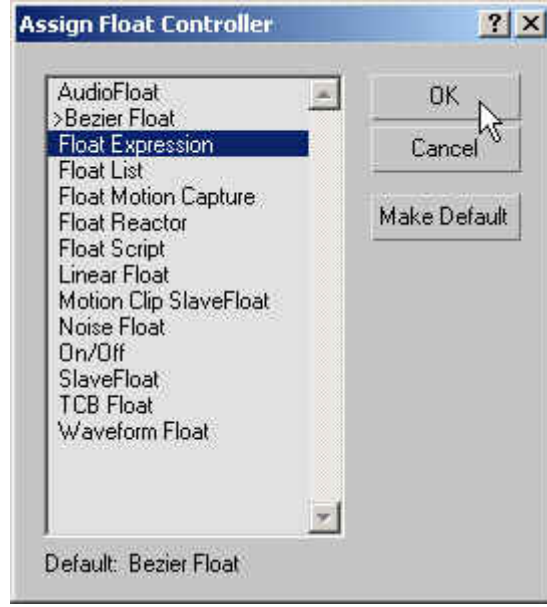 Assign Float Controller
AudioFloat
>Bezier Float
Float Expression
Float List
Float Motion Capture
Float Reactor
Float Script
Linear Float
Motion Clip SlaveFloat
Noise Float
On/Off
SlaveFloat
TCB Float
Waveform Float
OK
Cancel
Make Default
Default: Bezier Float